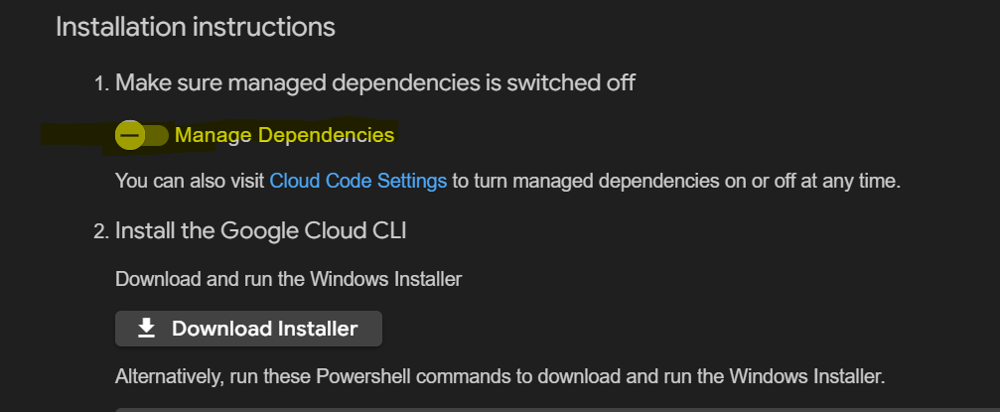 Installation instructions
1. Make sure managed dependencies is switched off
Manage Dependencies
You can also visit Cloud Code Settings to turn managed dependencies on or off at any time.
2. Install the Google Cloud CLI
Download and run the Windows Installer
Download Installer
Alternatively, run these Powershell commands to download and run the Windows Installer.